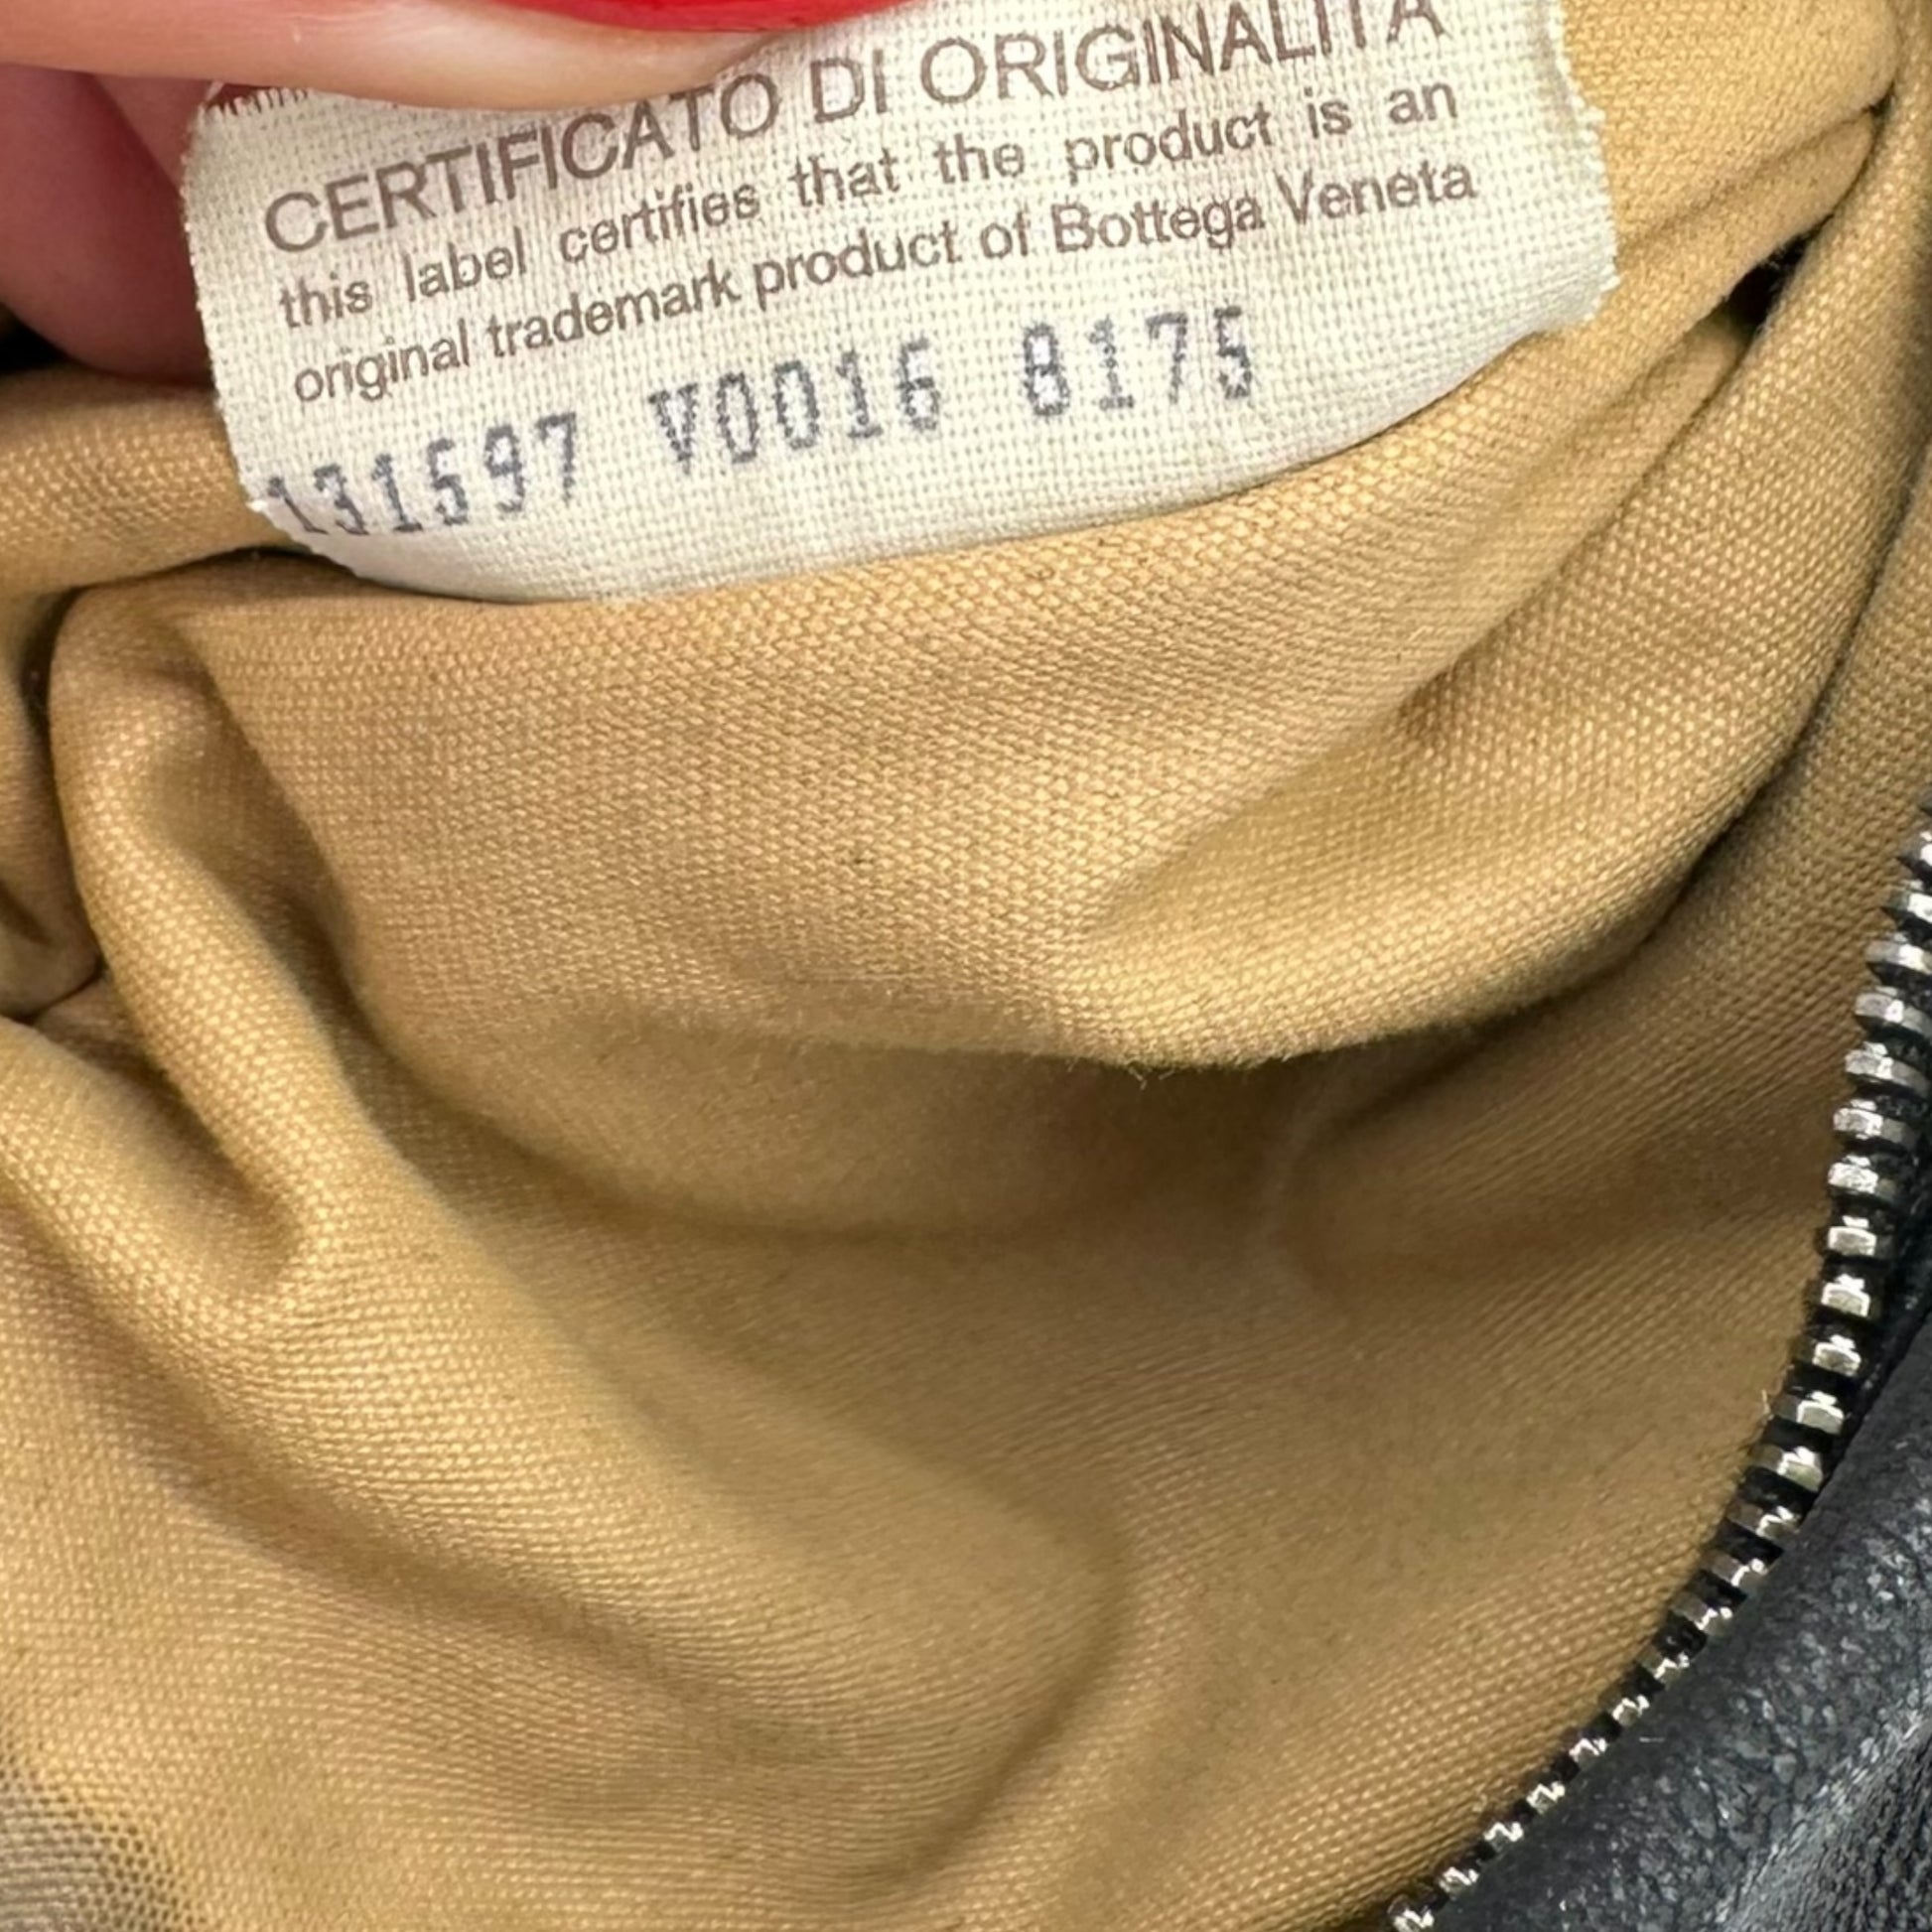 CERTIFICATO DI ORIGINALITA
this label certifies that the product is an
original trademark product of Bottega Veneta
131597 V0016 8175